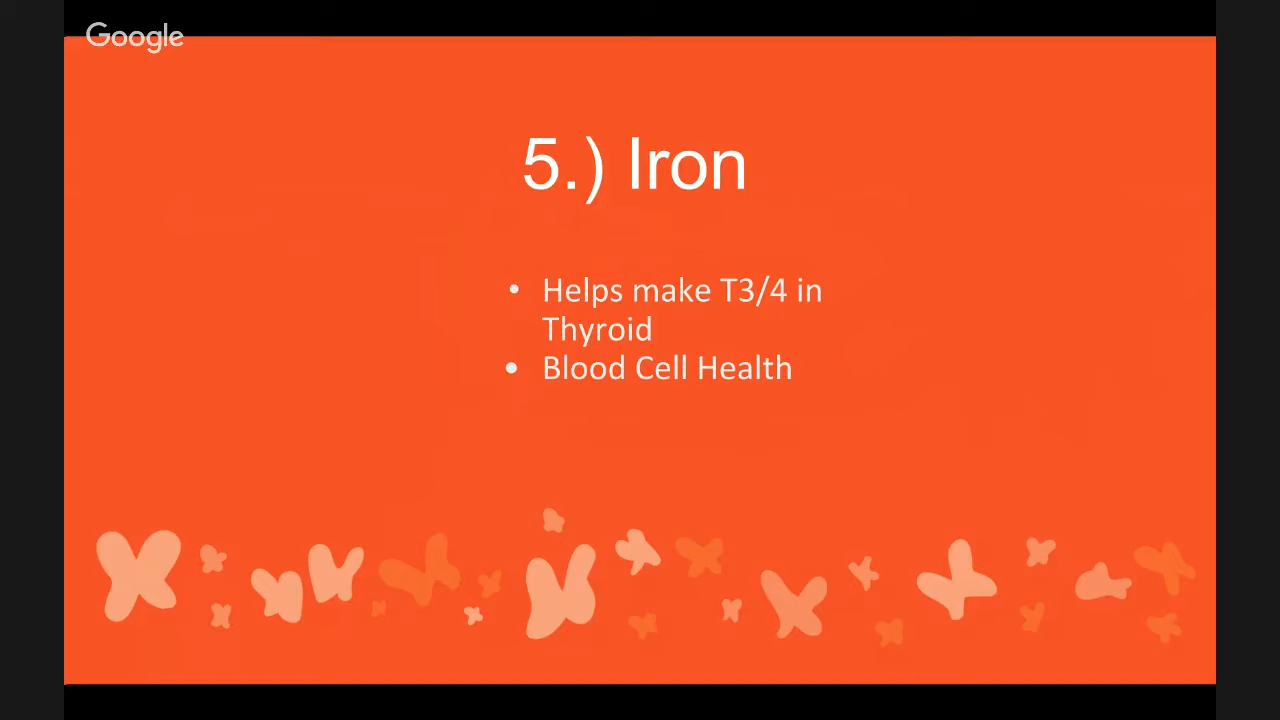 Google
5.) Iron
• Helps make T3/4 in
Thyroid
• Blood Cell Health